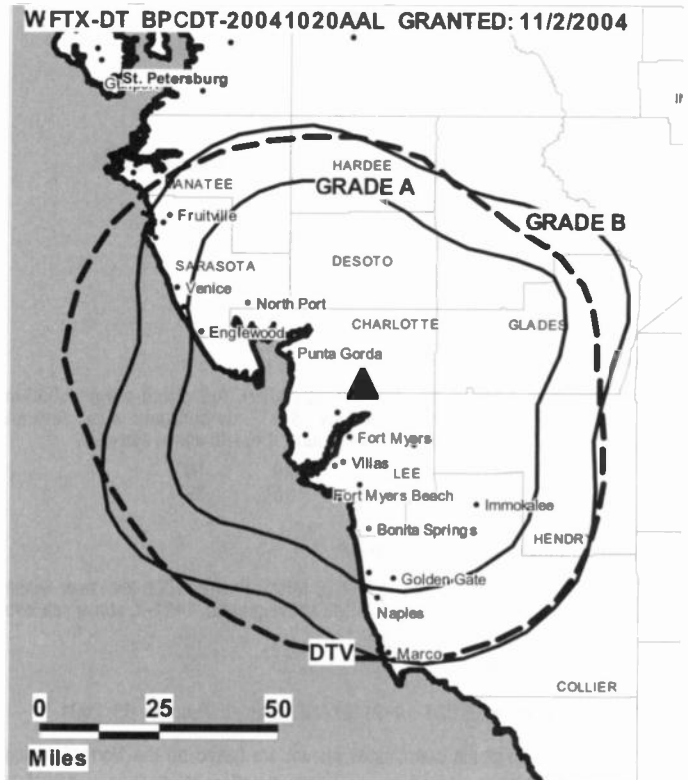 WFTX-DT BPCDT-20041020AAL GRANTED: 11/2/2004
St. Petersburg
HARDEE
GRADE A
Fruitville
GRADE B
SARASOTA
DESOTO
Venice
North Port
Englewood
CHARLOTTE
GLADES
Punta Gorda
Fort Myers
Villas
LEE
Fort Myers Beach
Immokalee
Bonita Springs
HENDRY
Golden Gate
Naples
DTV
Marco
COLLIER
0 25 50
Miles